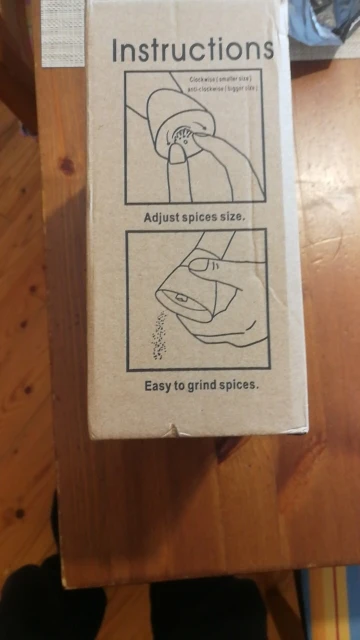 Instructions
Clockwise ( smaller size )
anti-clockwise ( bigger size )
Adjust spices size.
Easy to grind spices.